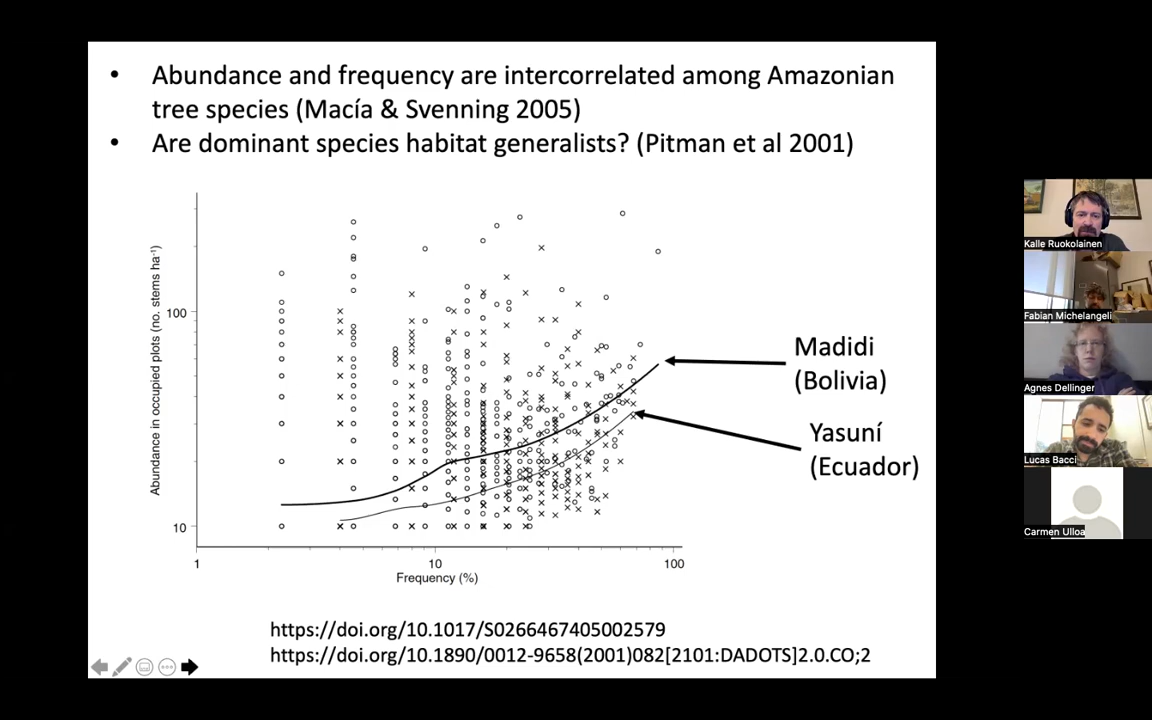 • Abundance and frequency are intercorrelated among Amazonian
tree species (Macía & Svenning 2005)
• Are dominant species habitat generalists? (Pitman et al 2001)
Abundance in occupied plots (no. stems ha⁻¹)
100
10
1
10
100
Frequency (%)
Madidi
(Bolivia)
Yasuní
(Ecuador)
https://doi.org/10.1017/S0266467405002579
https://doi.org/10.1890/0012-9658(2001)082[2101:DADOTS]2.0.CO;2
Kalle Ruokolainen
Fabian Michelangeli
Agnes Dellinger
Lucas Bacci
Carmen Ulloa